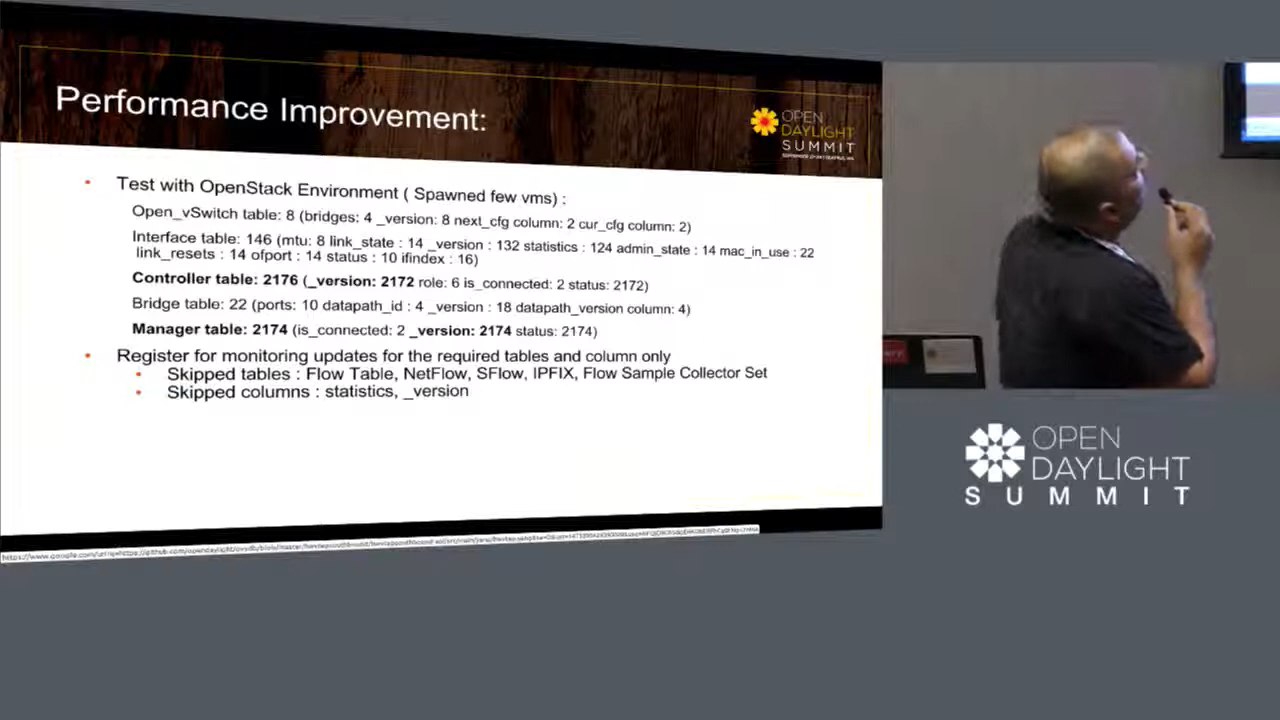 Performance Improvement:
OPEN
DAYLIGHT
SUMMIT
• Test with OpenStack Environment ( Spawned few vms) :
Open_vSwitch table: 8 (bridges: 4 _version: 8 next_cfg column: 2 cur_cfg column: 2)
Interface table: 146 (mtu: 8 link_state : 14 _version : 132 statistics : 124 admin_state : 14 mac_in_use : 22
link_resets : 14 ofport : 14 status : 10 ifindex : 16)
Controller table: 2176 (_version: 2172 role: 6 is_connected: 2 status: 2172)
Bridge table: 22 (ports: 10 datapath_id : 4 _version : 18 datapath_version column: 4)
Manager table: 2174 (is_connected: 2 _version: 2174 status: 2174)
• Register for monitoring updates for the required tables and column only
• Skipped tables : Flow Table, NetFlow, SFlow, IPFIX, Flow Sample Collector Set
• Skipped columns : statistics, _version
OPEN
DAYLIGHT
SUMMIT